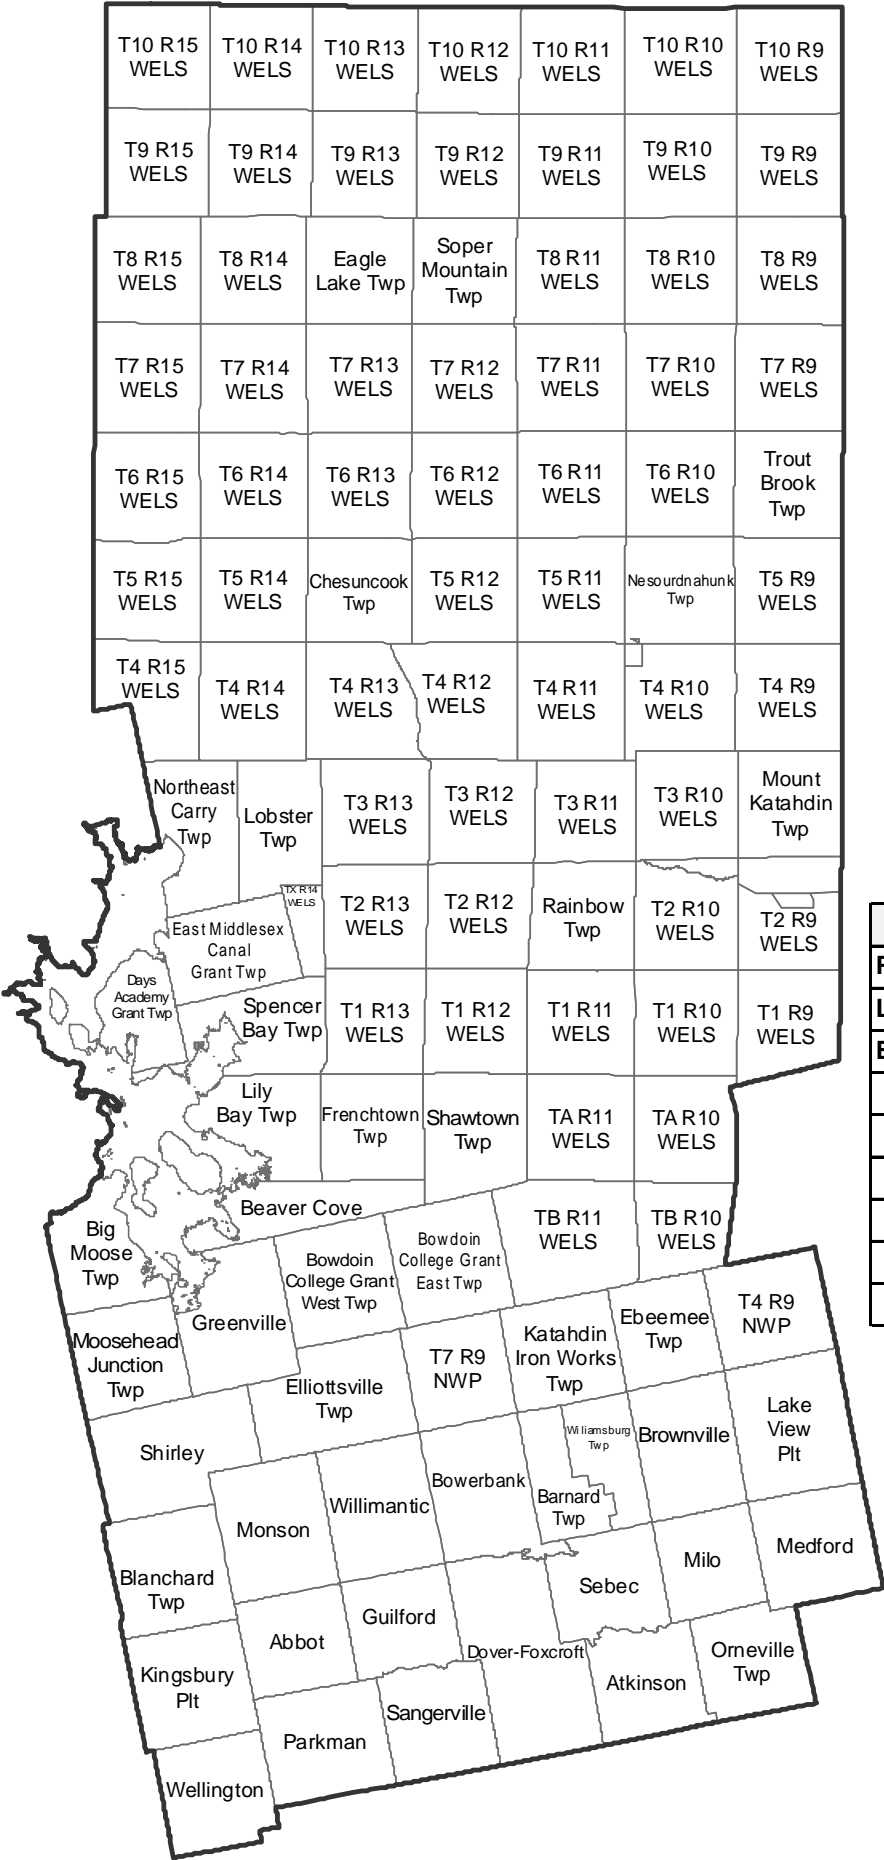 T10 R15
WELS
T10 R14
WELS
T10 R13
WELS
T10 R12
WELS
T10 R11
WELS
T10 R10
WELS
T10 R9
WELS
T9 R15
WELS
T9 R14
WELS
T9 R13
WELS
T9 R12
WELS
T9 R11
WELS
T9 R10
WELS
T9 R9
WELS
T8 R15
WELS
T8 R14
WELS
Eagle
Lake Twp
Soper
Mountain
Twp
T8 R11
WELS
T8 R10
WELS
T8 R9
WELS
T7 R15
WELS
T7 R14
WELS
T7 R13
WELS
T7 R12
WELS
T7 R11
WELS
T7 R10
WELS
T7 R9
WELS
T6 R15
WELS
T6 R14
WELS
T6 R13
WELS
T6 R12
WELS
T6 R11
WELS
T6 R10
WELS
Trout
Brook
Twp
T5 R15
WELS
T5 R14
WELS
Chesuncook
Twp
T5 R12
WELS
T5 R11
WELS
Nesourdnahunk
Twp
T5 R9
WELS
T4 R15
WELS
T4 R14
WELS
T4 R13
WELS
T4 R12
WELS
T4 R11
WELS
T4 R10
WELS
T4 R9
WELS
Northeast
Carry
Twp
Lobster
Twp
T3 R13
WELS
T3 R12
WELS
T3 R11
WELS
T3 R10
WELS
Mount
Katahdin
Twp
TX R14
WELS
T2 R13
WELS
T2 R12
WELS
Rainbow
Twp
T2 R10
WELS
T2 R9
WELS
East Middlesex
Canal
Grant Twp
Days
Academy
Grant Twp
Spencer
Bay Twp
T1 R13
WELS
T1 R12
WELS
T1 R11
WELS
T1 R10
WELS
T1 R9
WELS
Lily
Bay Twp
Frenchtown
Twp
Shawtown
Twp
TA R11
WELS
TA R10
WELS
Beaver Cove
Big
Moose
Twp
Bowdoin
College Grant
West Twp
Bowdoin
College Grant
East Twp
TB R11
WELS
TB R10
WELS
Moosehead
Junction
Twp
Greenville
Elliottsville
Twp
T7 R9
NWP
Katahdin
Iron Works
Twp
Ebeemee
Twp
T4 R9
NWP
Shirley
Bowerbank
Williamsburg
Twp
Barnard
Twp
Brownville
Lake
View
Plt
Monson
Willimantic
Blanchard
Twp
Sebec
Milo
Medford
Abbot
Guilford
Dover-Foxcroft
Kingsbury
Plt
Sangerville
Atkinson
Orneville
Twp
Parkman
Wellington